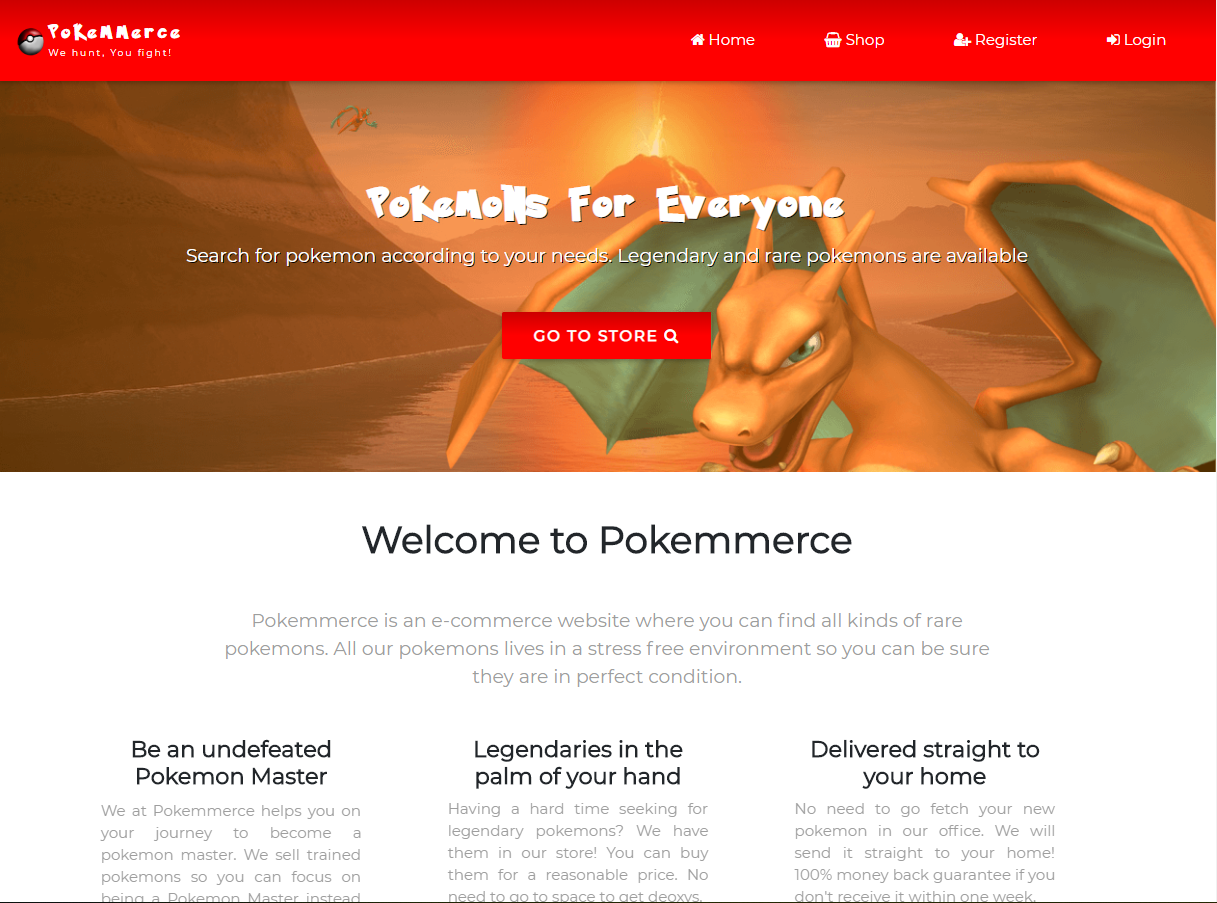 PoKeMMerce
We hunt, You fight!
Home
Shop
Register
Login
PoKeMoNs For Everyone
Search for pokemon according to your needs. Legendary and rare pokemons are available
GO TO STORE
Welcome to Pokemmerce
Pokemmerce is an e-commerce website where you can find all kinds of rare
pokemons. All our pokemons lives in a stress free environment so you can be sure
they are in perfect condition.
Be an undefeated
Pokemon Master
We at Pokemmerce helps you on
your journey to become a
pokemon master. We sell trained
pokemons so you can focus on
being a Pokemon Master instead
Legendaries in the
palm of your hand
Having a hard time seeking for
legendary pokemons? We have
them in our store! You can buy
them for a reasonable price. No
need to go to space to get deoxys.
Delivered straight to
your home
No need to go fetch your new
pokemon in our office. We will
send it straight to your home!
100% money back guarantee if you
don't receive it within one week.